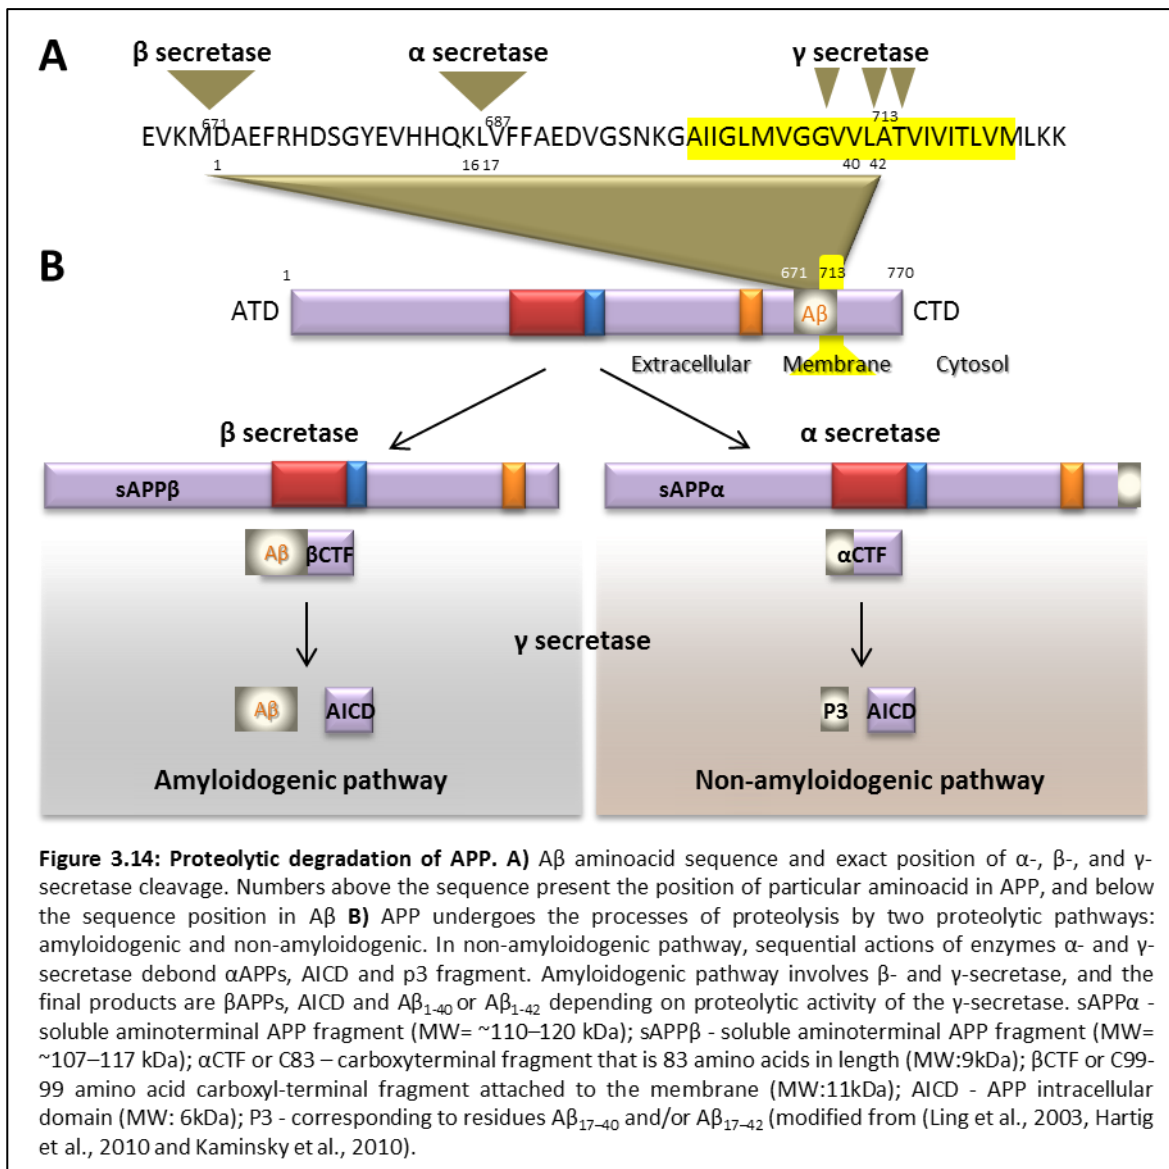 A
β secretase
α secretase
γ secretase
671
687
713
EVKMDAEFRHDSGYEVHHQKLVFFAEDVGSNKGAIIGLMVGGVVLATVIVITLVMLKK
1
16 17
40 42
B
1
671
713
770
ATD
Aβ
CTD
Extracellular
Membrane
Cytosol
β secretase
α secretase
sAPPβ
sAPPα
Aβ
βCTF
αCTF
γ secretase
Aβ
AICD
P3
AICD
Amyloidogenic pathway
Non-amyloidogenic pathway
Figure 3.14: Proteolytic degradation of APP. A) Aβ aminoacid sequence and exact position of α-, β-, and γ-
secretase cleavage. Numbers above the sequence present the position of particular aminoacid in APP, and below
the sequence position in Aβ B) APP undergoes the processes of proteolysis by two proteolytic pathways:
amyloidogenic and non-amyloidogenic. In non-amyloidogenic pathway, sequential actions of enzymes α- and γ-
secretase debond αAPPs, AICD and p3 fragment. Amyloidogenic pathway involves β- and γ-secretase, and the
final products are βAPPs, AICD and Aβ1-40 or Aβ1-42 depending on proteolytic activity of the γ-secretase. sAPPα -
soluble aminoterminal APP fragment (MW= ~110–120 kDa); sAPPβ - soluble aminoterminal APP fragment (MW=
~107–117 kDa); αCTF or C83 – carboxyterminal fragment that is 83 amino acids in length (MW:9kDa); βCTF or C99-
99 amino acid carboxyl-terminal fragment attached to the membrane (MW:11kDa); AICD - APP intracellular
domain (MW: 6kDa); P3 - corresponding to residues Aβ17–40 and/or Aβ17–42 (modified from (Ling et al., 2003, Hartig
et al., 2010 and Kaminsky et al., 2010).